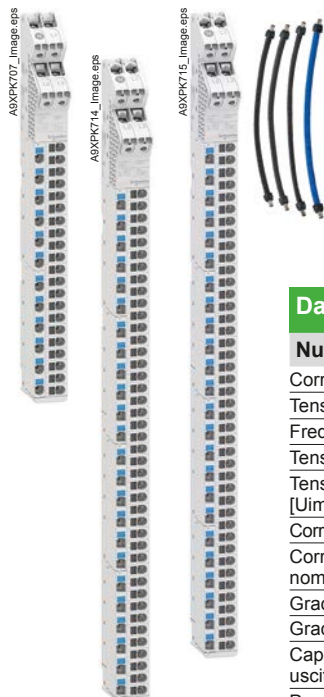 A9XPK707_Image.eps
A9XPK714_Image.eps
A9XPK715_Image.eps
Da
Nu
Corr
Tens
Freq
Tens
Tens
[Uim
Corr
Corr
nom
Grad
Grad
Cap
usci